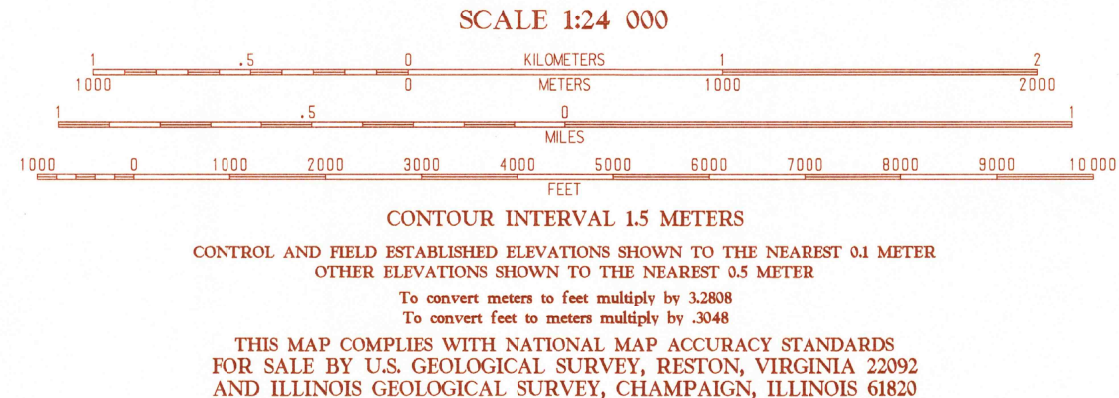 SCALE 1:24 000
1 .5 0 KILOMETERS 1 2
1000 0 METERS 1000 2000
1 .5 0 1
MILES
1000 0 1000 2000 3000 4000 5000 6000 7000 8000 9000 10000
FEET
CONTOUR INTERVAL 1.5 METERS
CONTROL AND FIELD ESTABLISHED ELEVATIONS SHOWN TO THE NEAREST 0.1 METER
OTHER ELEVATIONS SHOWN TO THE NEAREST 0.5 METER
To convert meters to feet multiply by 3.2808
To convert feet to meters multiply by .3048
THIS MAP COMPLIES WITH NATIONAL MAP ACCURACY STANDARDS
FOR SALE BY U.S. GEOLOGICAL SURVEY, RESTON, VIRGINIA 22092
AND ILLINOIS GEOLOGICAL SURVEY, CHAMPAIGN, ILLINOIS 61820